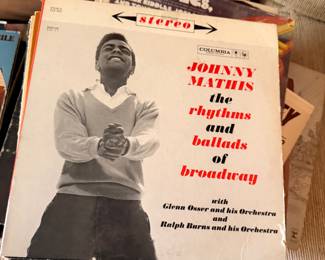 stereo
COLUMBIA
JOHNNY
MATHIS
the
rhythms
and
ballads
of
broadway
with
Glenn Osser and his Orchestra
and
Ralph Burns and his Orchestra